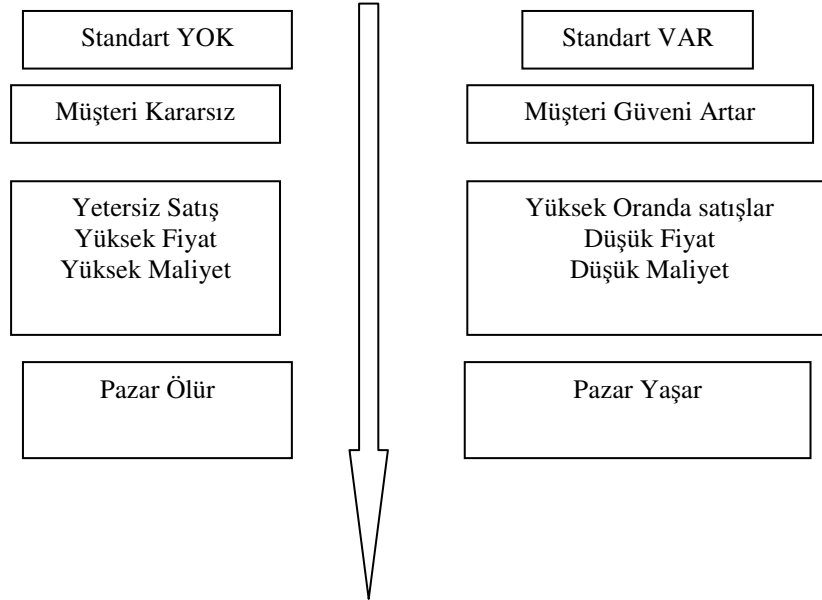 Standart YOK
Standart VAR
Müşteri Kararsız
Müşteri Güveni Artar
Yetersiz Satış
Yüksek Fiyat
Yüksek Maliyet
Yüksek Oranda satışlar
Düşük Fiyat
Düşük Maliyet
Pazar Ölür
Pazar Yaşar